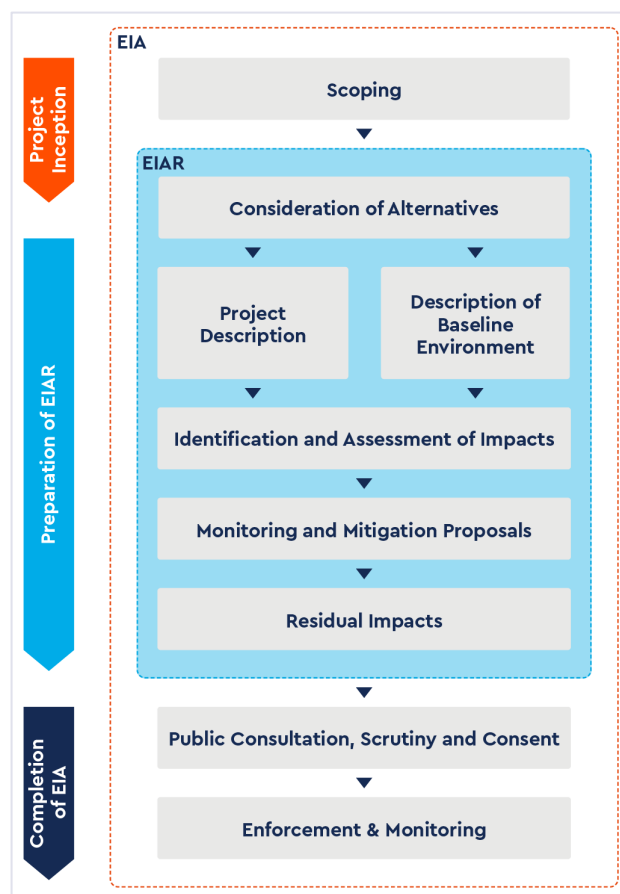 EIA
Project
Inception
Scoping
EIAR
Consideration of Alternatives
Preparation of EIAR
Project
Description
Description of
Baseline
Environment
Identification and Assessment of Impacts
Monitoring and Mitigation Proposals
Residual Impacts
Completion
of EIA
Public Consultation, Scrutiny and Consent
Enforcement & Monitoring